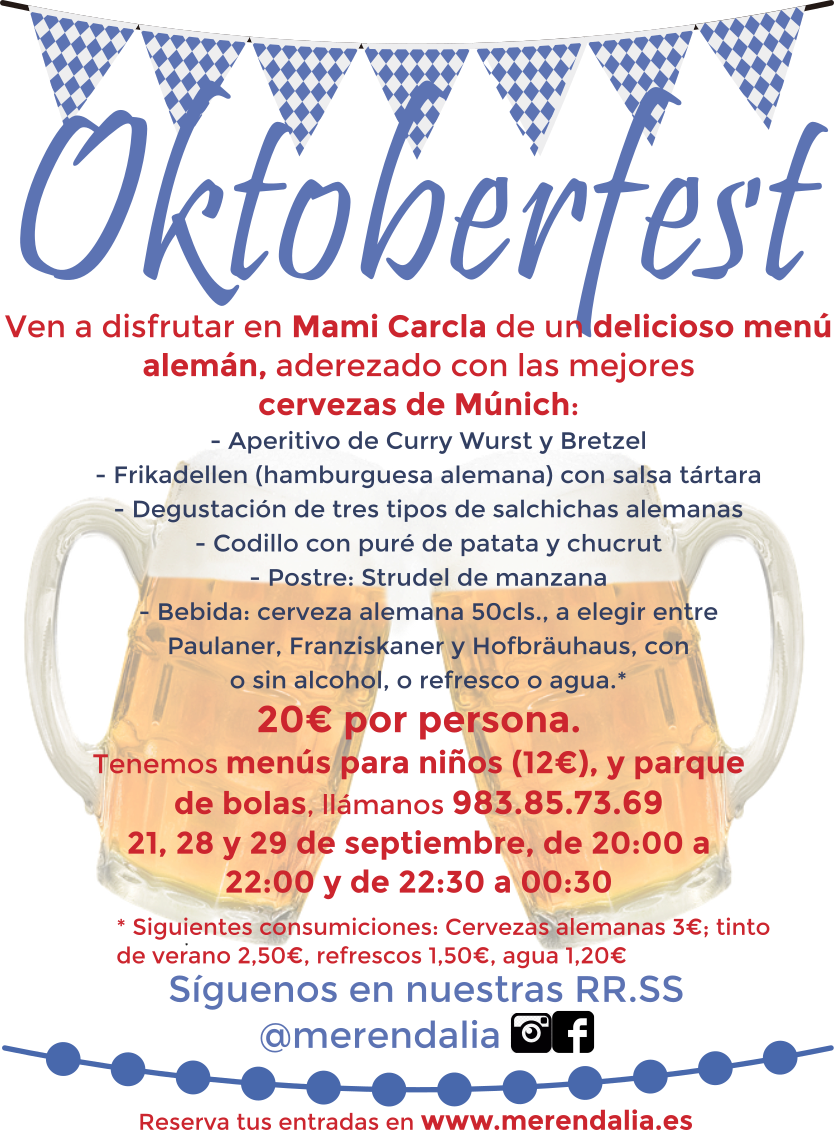 Oktoberfest
Ven a disfrutar en Mami Carcla de un delicioso menú
alemán, aderezado con las mejores
cervezas de Múnich:
- Aperitivo de Curry Wurst y Bretzel
- Frikadellen (hamburguesa alemana) con salsa tártara
- Degustación de tres tipos de salchichas alemanas
- Codillo con puré de patata y chucrut
- Postre: Strudel de manzana
- Bebida: cerveza alemana 50cls., a elegir entre
Paulaner, Franziskaner y Hofbräuhaus, con
o sin alcohol, o refresco o agua.*
20€ por persona.
Tenemos menús para niños (12€), y parque
de bolas, llámanos 983.85.73.69
21, 28 y 29 de septiembre, de 20:00 a
22:00 y de 22:30 a 00:30
* Siguientes consumiciones: Cervezas alemanas 3€; tinto
de verano 2,50€, refrescos 1,50€, agua 1,20€
Síguenos en nuestras RR.SS
@merendalia
Reserva tus entradas en www.merendalia.es